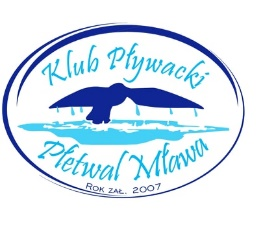 Klub Pływacki
Płetwal Mława
Rok zał. 2007